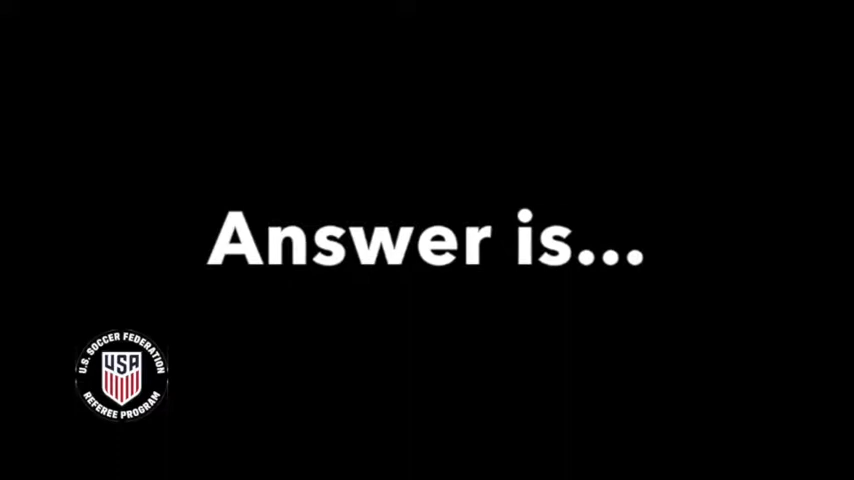 Answer is...
U.S. SOCCER FEDERATION
USA
REFEREE PROGRAM